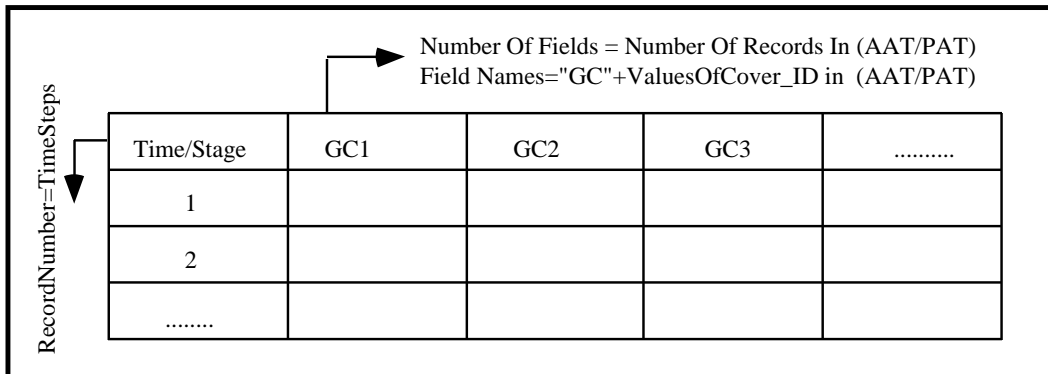 Number Of Fields = Number Of Records In (AAT/PAT)
Field Names="GC"+ValuesOfCover_ID in (AAT/PAT)
RecordNumber=TimeSteps
Time/Stage GC1 GC2 GC3 ..........
1
2
........